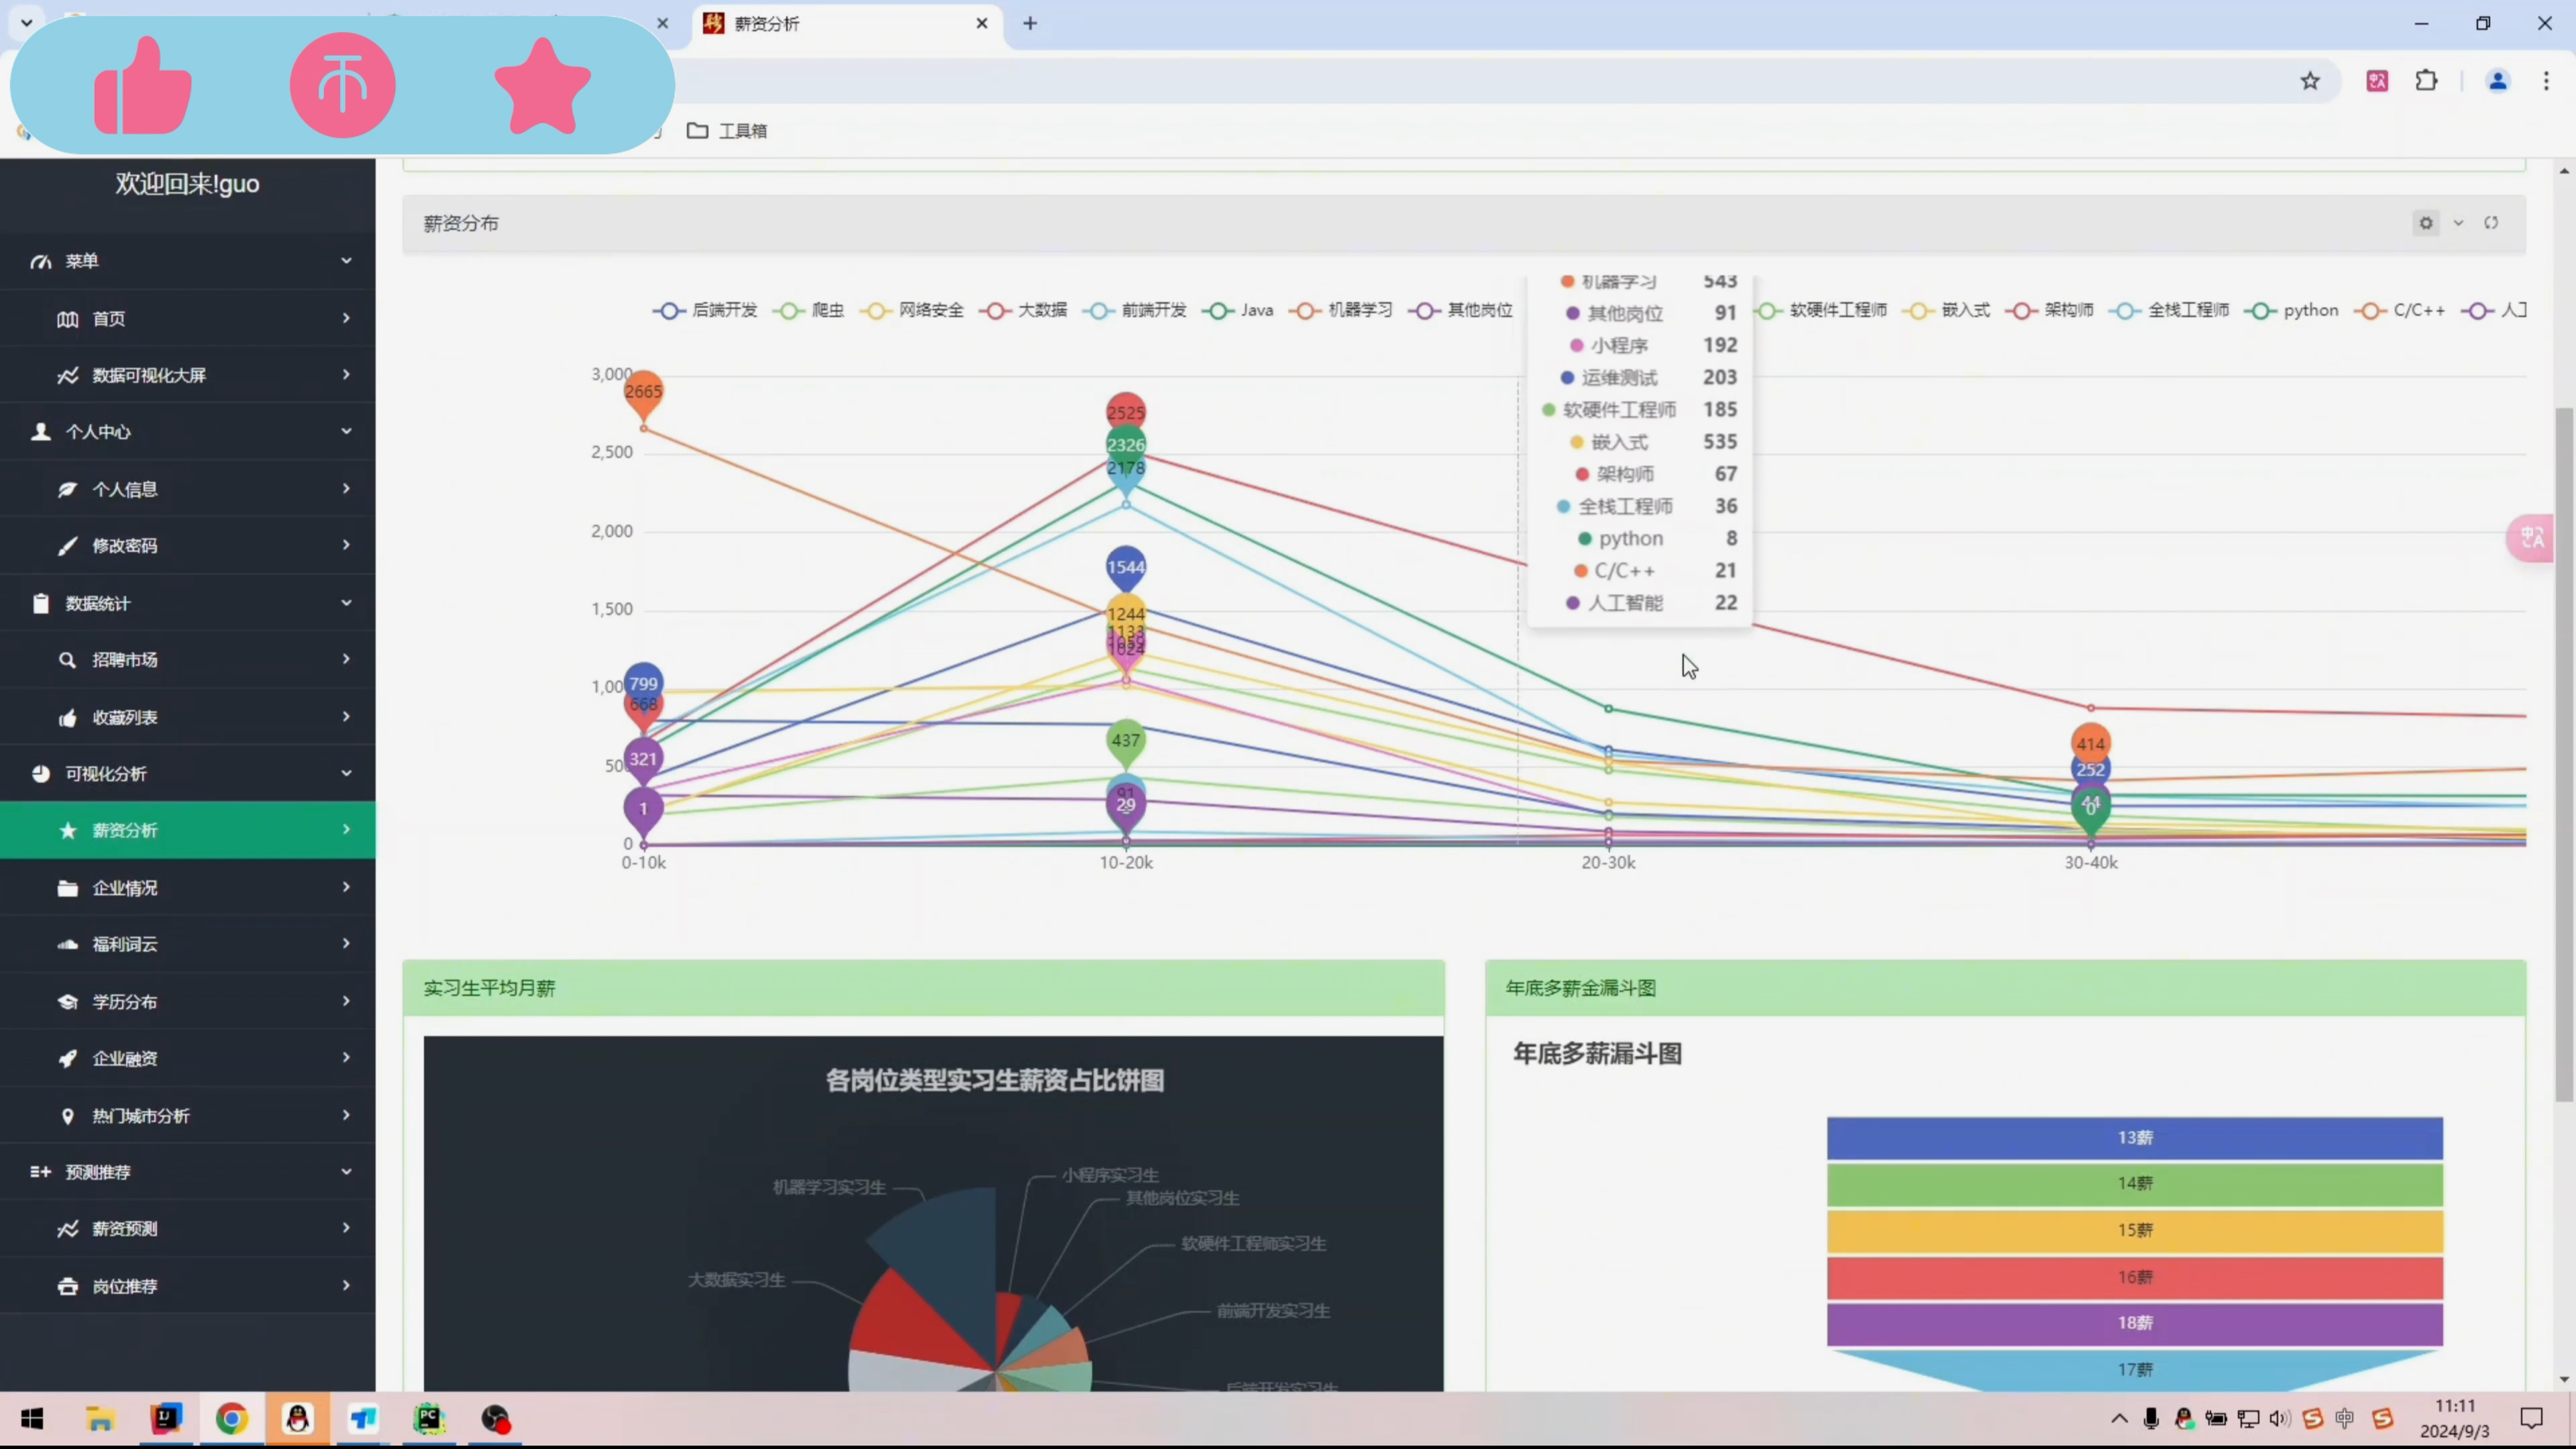 薪资分析
工具箱
欢迎回来!guo
菜单
首页
数据可视化大屏
个人中心
个人信息
修改密码
数据统计
招聘市场
收藏列表
可视化分析
薪资分析
企业情况
福利词云
学历分布
企业融资
热门城市分析
预测推荐
薪资预测
岗位推荐
薪资分布
后端开发 爬虫 网络安全 大数据 前端开发 Java 机器学习 其他岗位 软硬件工程师 嵌入式 架构师 全栈工程师 python C/C++
机器学习 543
其他岗位 91
小程序 192
运维测试 203
软硬件工程师 185
嵌入式 535
架构师 67
全栈工程师 36
python 8
C/C++ 21
人工智能 22
3,000
2,500
2,000
1,500
500
0
2665
799
668
321
1
2525
2326
2178
1544
1244
1133
1024
437
91
29
414
252
44
0
0-10k 10-20k 20-30k 30-40k
实习生平均月薪
各岗位类型实习生薪资占比饼图
机器学习实习生
小程序实习生
其他岗位实习生
软硬件工程师实习生
大数据实习生
前端开发实习生
年底多薪金漏斗图
年底多薪漏斗图
13薪
14薪
15薪
16薪
18薪
17薪
中
11:11
2024/9/3